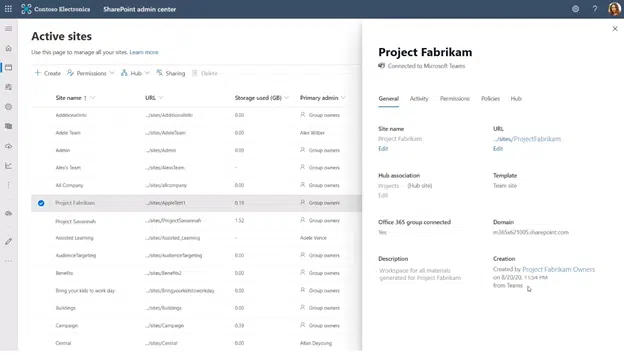 Contoso Electronics SharePoint admin center
Active sites
Use this page to manage all your sites. Learn more
Create Permissions Hub Sharing Delete
Site name URL Storage used (GB) Primary admin
.../sites/AdditionalInki 0.00 Group owners
Adele Team .../sites/AdeleTeam 0.00 Alex Wilber
Admin .../sites/Admin 0.00 Group owners
Alex's Team .../sites/AlexsTeam - Group owners
All Company .../sites/allcompany 0.00 Group owners
Project Fabrikam .../sites/AppleTest1 0.19 Group owners
Project Savannah .../sites/ProjectSavannah 1.52 Group owners
Assisted Learning .../sites/Assisted_Learning - Adele Vance
AudienceTargeting .../sites/AudienceTargeting 0.00 Group owners
Benefits .../sites/Benefits2 0.00 Group owners
Bring your kids to work day .../sites/Bringyourkidstoworkday 0.00 Group owners
Buildings .../sites/Buildings 0.00 Group owners
Campaign .../sites/Campaign 0.39 Group owners
Central .../sites/Central 0.00 Allan Deyoung
Project Fabrikam
Connected to Microsoft Teams
General Activity Permissions Policies Hub
Site name URL
Project Fabrikam .../sites/ProjectFabrikam
Edit Edit
Hub association Template
Projects - (Hub site) Team site
Edit
Office 365 group connected Domain
Yes m365x621005.sharepoint.com
Description Creation
Workspace for all materials Created by Project Fabrikam Owners
generated for Project Fabrikam on 8/20/20, 11:54 PM
from Teams